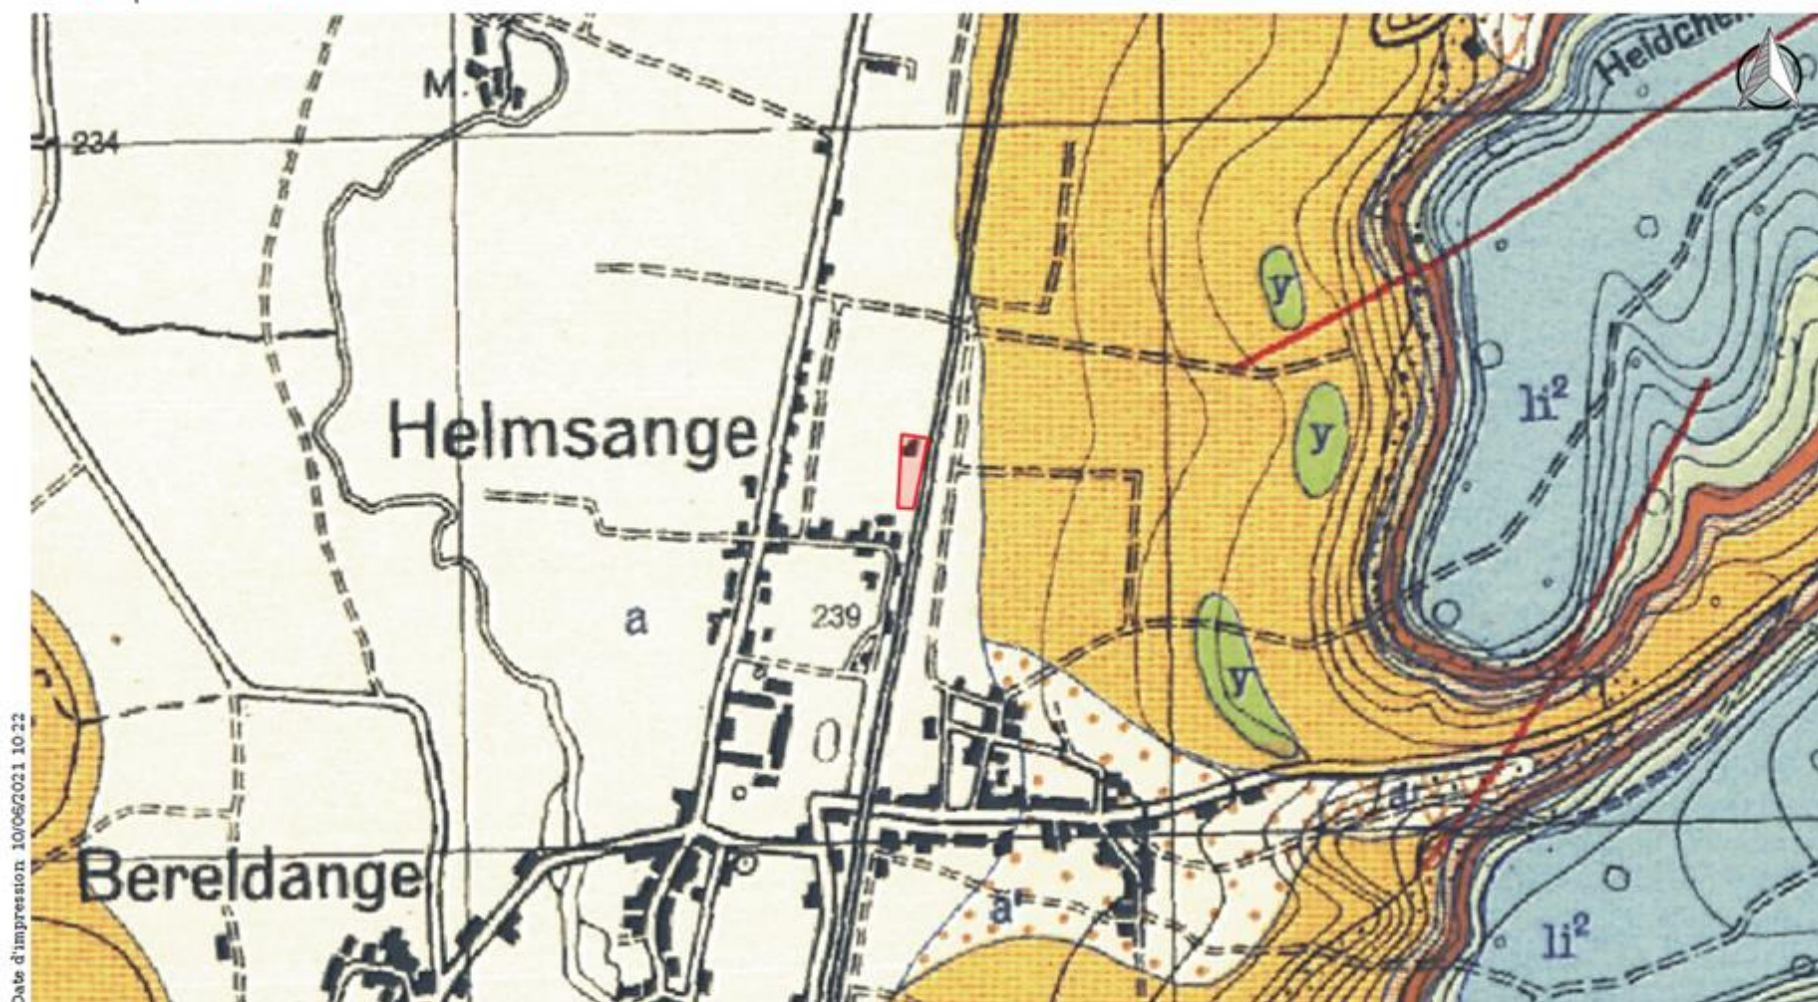 Heldchen
M.
234
y
Helmsange
li²
y
a
239
y
a
Bereldange
a
li²
Date d'impression 10/06/2021 10:22